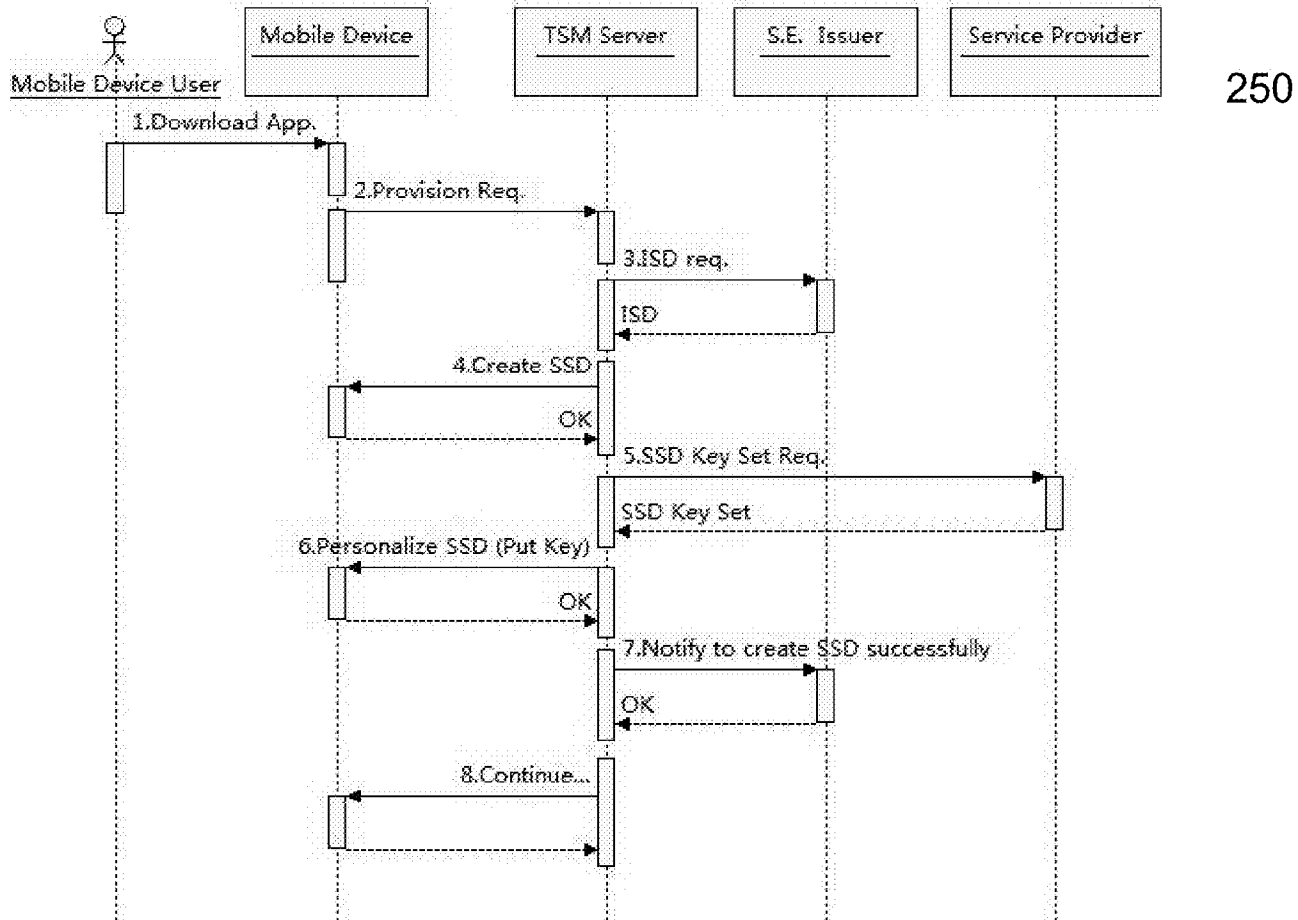 Mobile Device User
Mobile Device
TSM Server
S.E. Issuer
Service Provider
250
1.Download App.
2.Provision Req.
3.ISD req.
ISD
4.Create SSD
OK
5.SSD Key Set Req.
SSD Key Set
6.Personalize SSD (Put Key)
OK
7.Notify to create SSD successfully
OK
8.Continue...